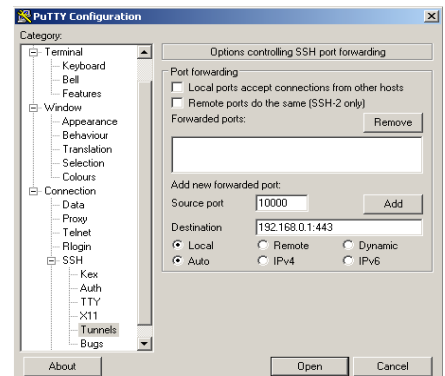 PuTTY Configuration
Category:
Terminal
Keyboard
Bell
Features
Window
Appearance
Behaviour
Translation
Selection
Colours
Connection
Data
Proxy
Telnet
Rlogin
SSH
Kex
Auth
TTY
X11
Tunnels
Bugs
Options controlling SSH port forwarding
Port forwarding
Local ports accept connections from other hosts
Remote ports do the same (SSH-2 only)
Forwarded ports:
Remove
Add new forwarded port:
Source port 10000 Add
Destination 192.168.0.1:443
Local Remote Dynamic
Auto IPv4 IPv6
About Open Cancel